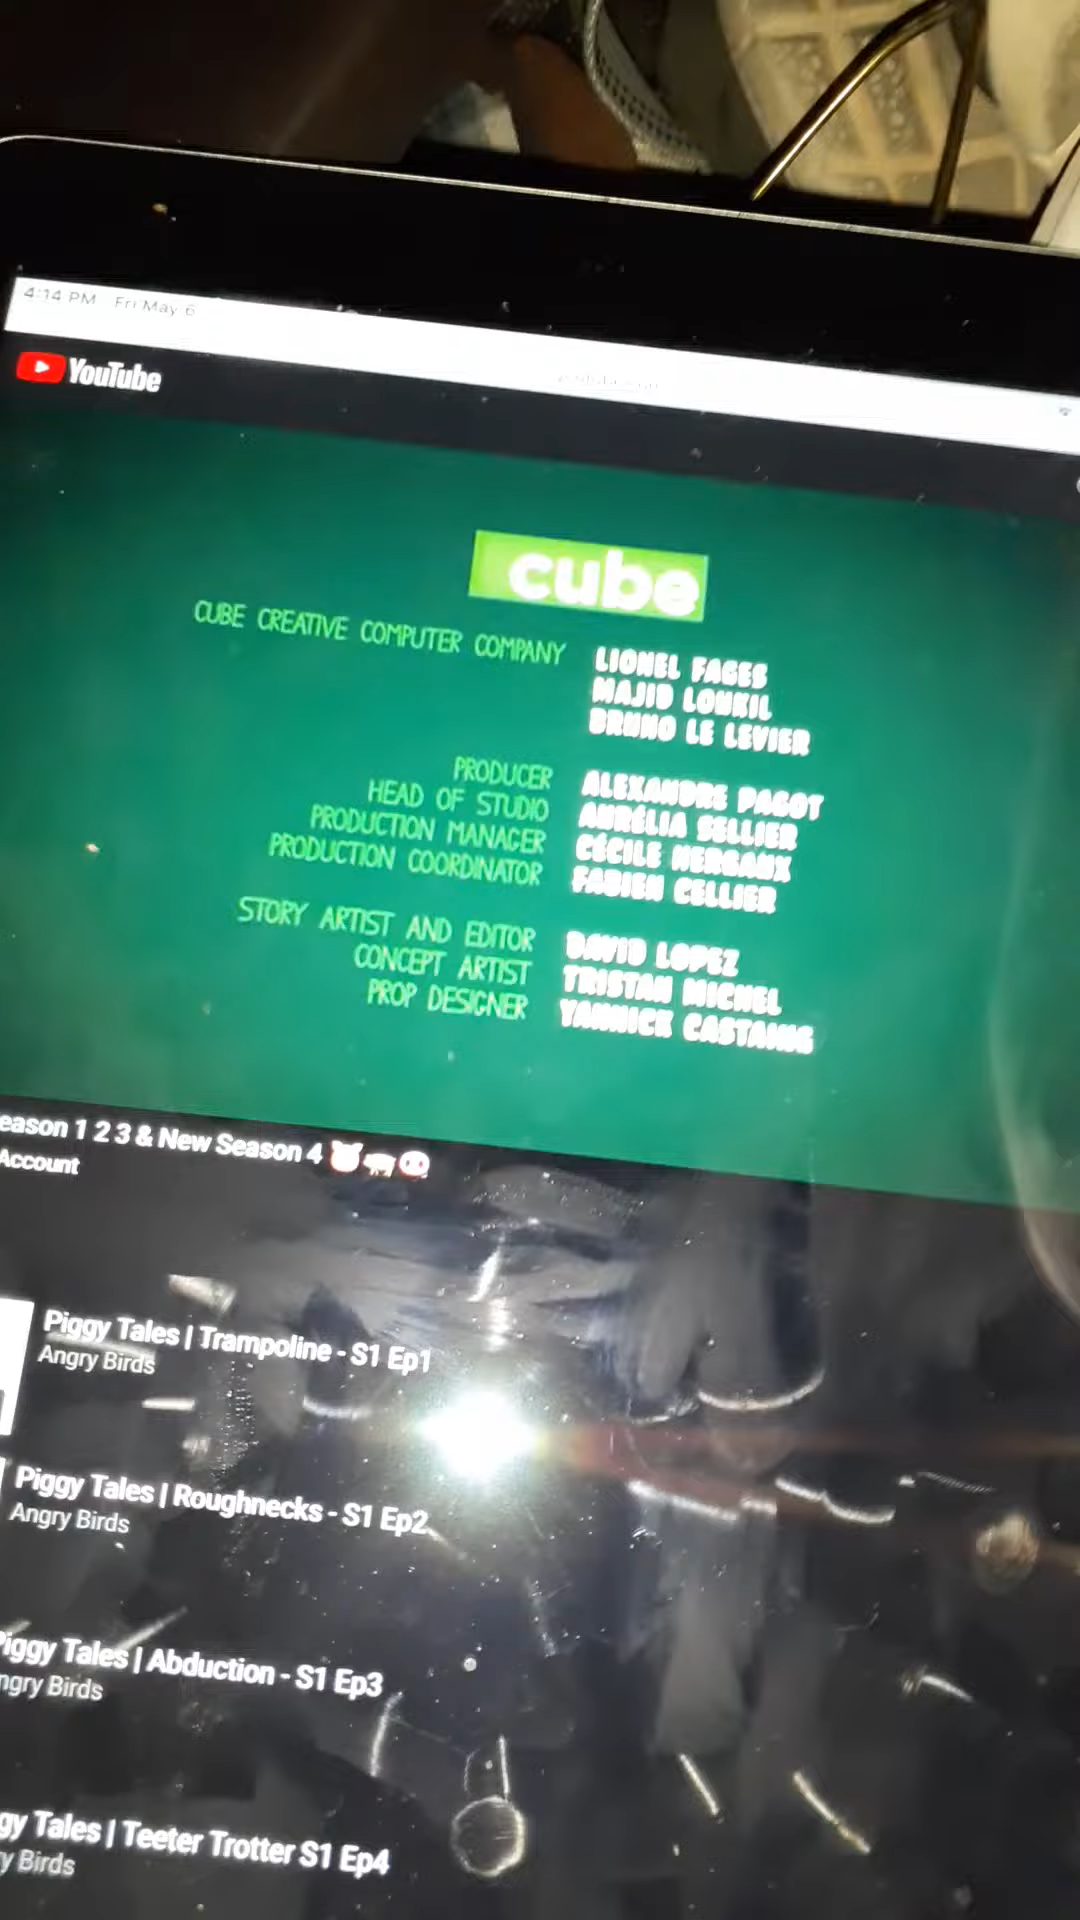 4:14 PM Fri May 6
YouTube
cube
CUBE CREATIVE COMPUTER COMPANY LIONEL FAGES
MAJID LOUKIL
BRUNO LE LEVIER
PRODUCER ALEXANDRE PAGOT
HEAD OF STUDIO AURÉLIA SELLIER
PRODUCTION MANAGER CÉCILE HERGAUX
PRODUCTION COORDINATOR FABIEN CELLIER
STORY ARTIST AND EDITOR DAVID LOPEZ
CONCEPT ARTIST TRISTAN MICHEL
PROP DESIGNER YANNICK CASTAING
eason 1 2 3 & New Season 4
Account
Piggy Tales | Trampoline - S1 Ep1
Angry Birds
Piggy Tales | Roughnecks - S1 Ep2
Angry Birds
Piggy Tales | Abduction - S1 Ep3
ngry Birds
gy Tales | Teeter Trotter S1 Ep4
y Birds